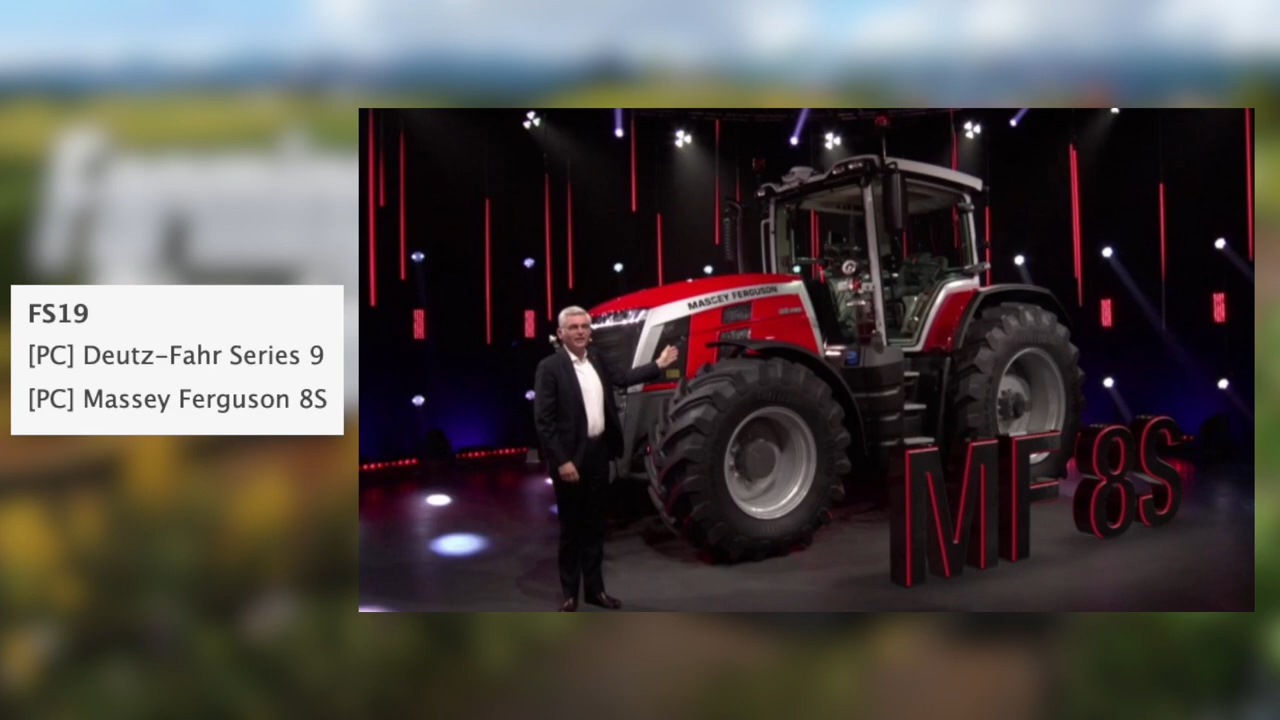 FS19
[PC] Deutz-Fahr Series 9
[PC] Massey Ferguson 8S
MASSEY FERGUSON
MF 8S